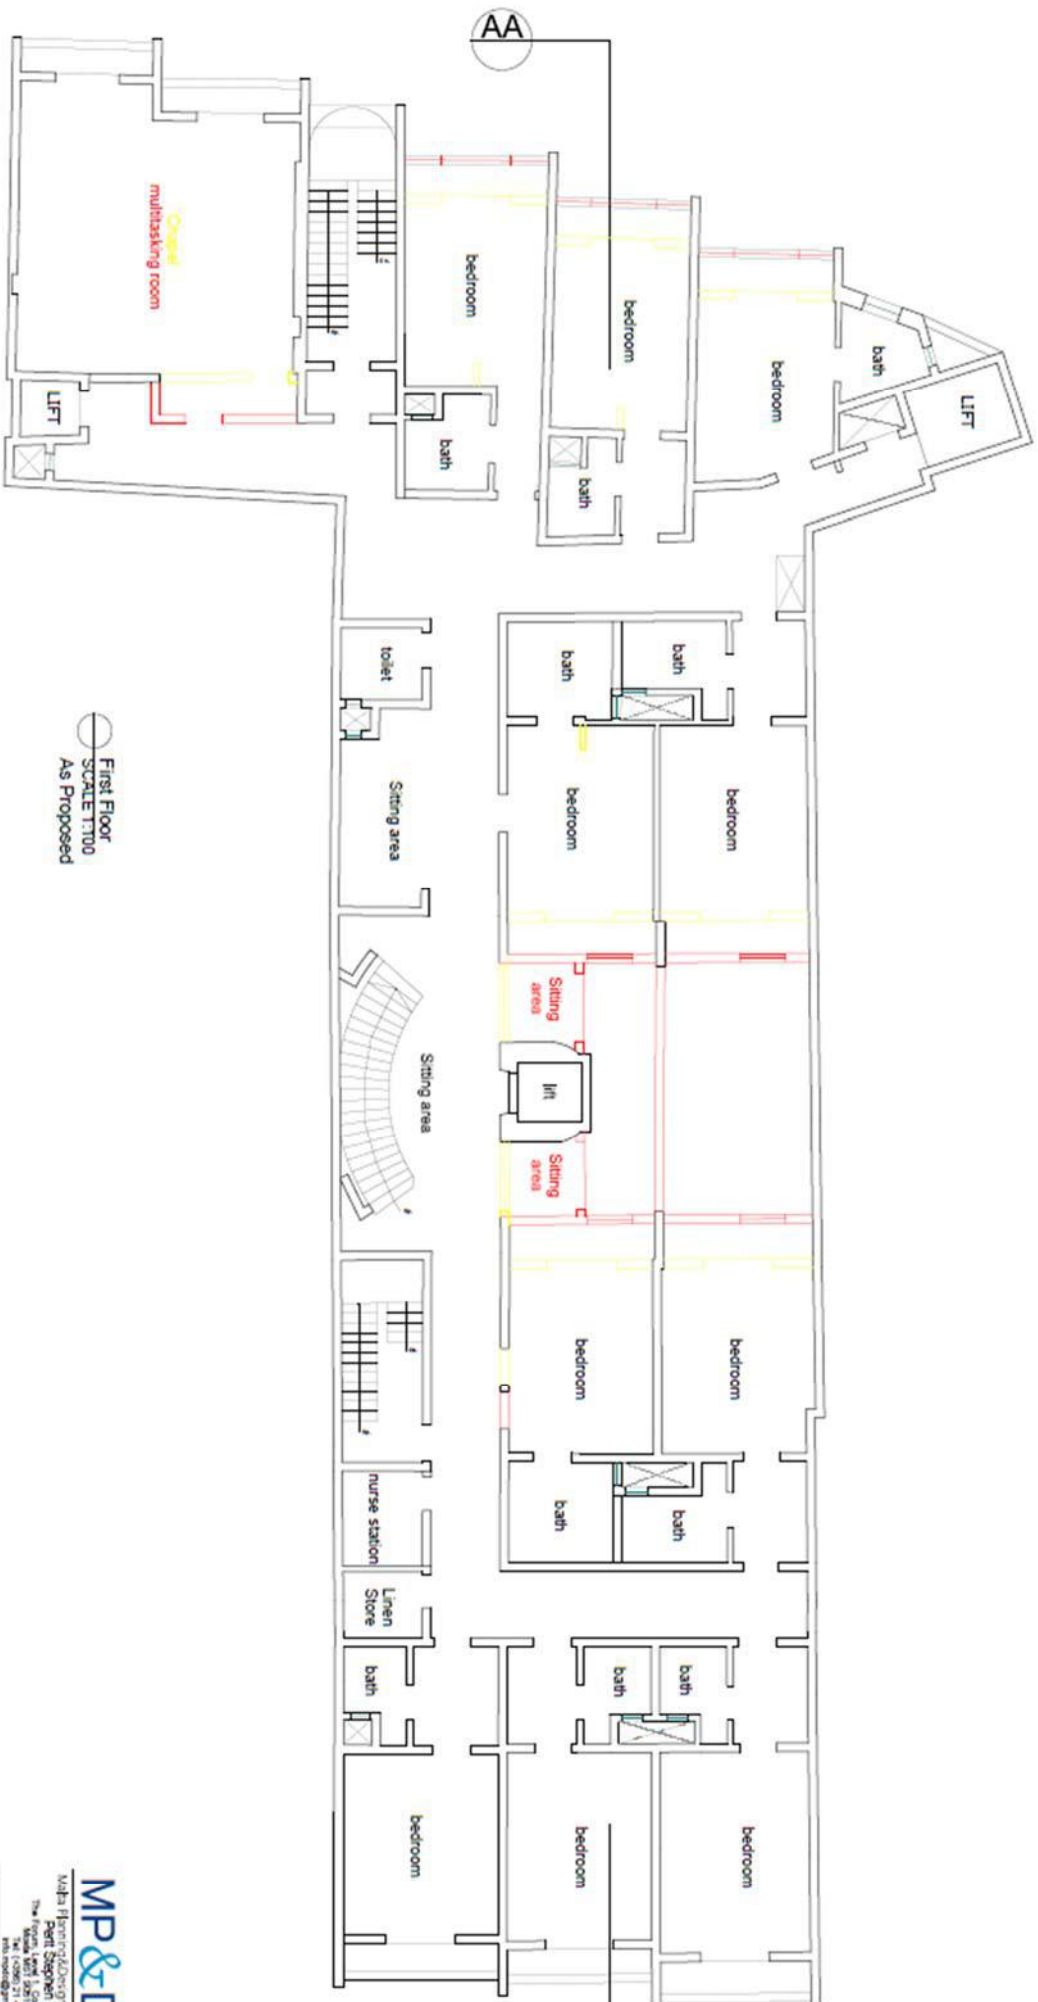 AA
Chapel
multitasking room
LIFT
bedroom
bath
bedroom
bath
bedroom
bath
LIFT
toilet
bath
bath
Sitting area
bedroom
bedroom
Sitting
area
lift
Sitting
area
Sitting area
bedroom
bedroom
bath
bath
nurse station
Linen
Store
bath
bath
bath
bedroom
bedroom
bedroom
First Floor
SCALE 1:100
As Proposed
MP&D
Malta Planning&Design
Perit Stephen